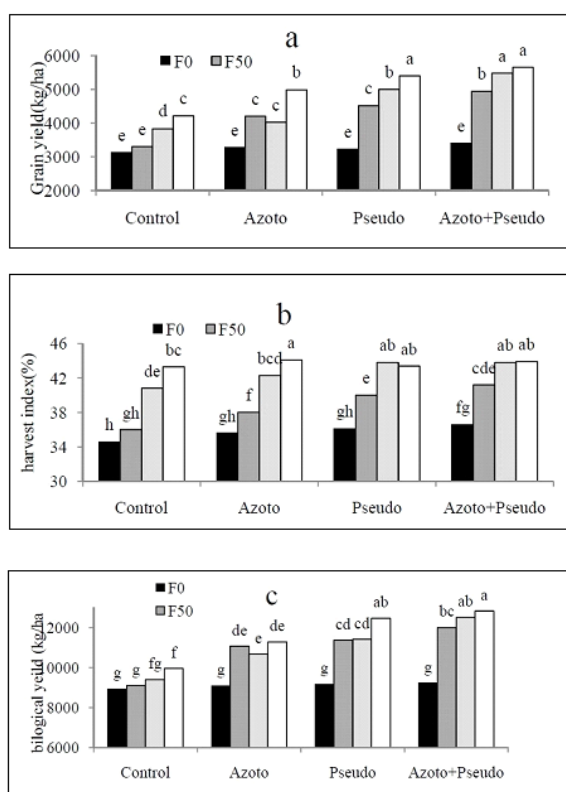 a
F0 F50
Grain yield(kg/ha)
6000
5000
4000
3000
2000
e e d c
e c c b
e c b a
e b a a
Control Azoto Pseudo Azoto+Pseudo
b
F0 F50
harvest index(%)
46
42
38
34
30
h gh de bc
gh f bcd a
gh e ab ab
fg cde ab ab
Control Azoto Pseudo Azoto+Pseudo
c
F0
F50
bilogical yeild (kg/ha
12000
10000
8000
6000
g g fg f
g de e de
g cd cd ab
g bc ab a
Control Azoto Pseudo Azoto+Pseudo